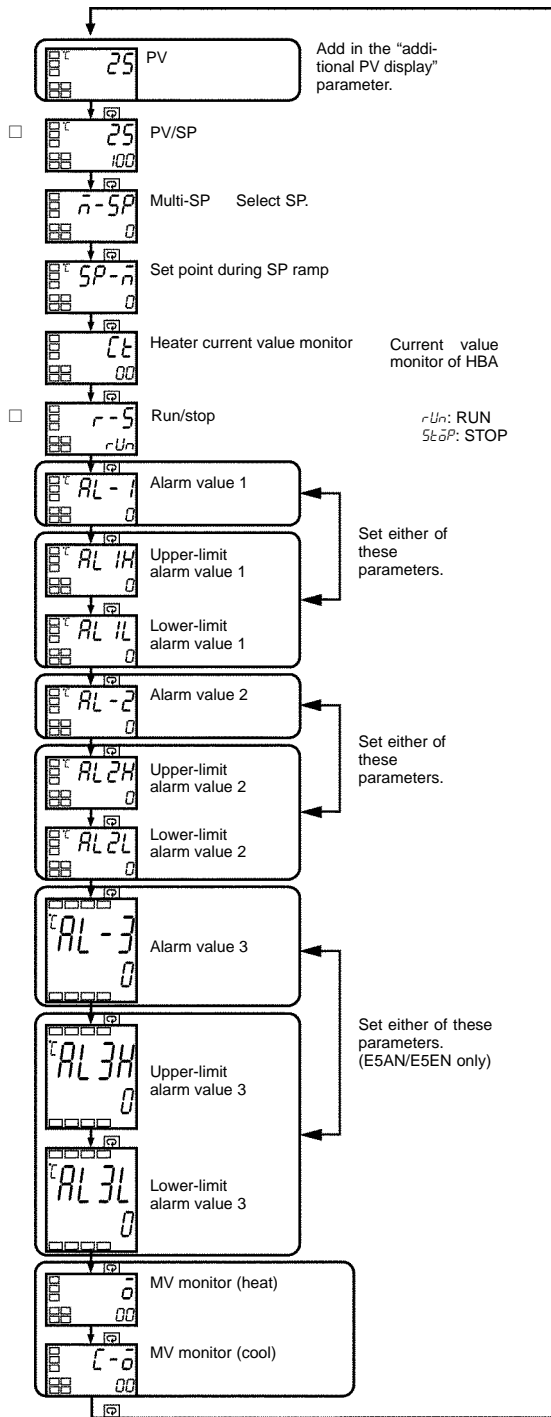 25 PV
Add in the “addi-
tional PV display”
parameter.
℃ 25 PV/SP
100
m-SP Multi-SP Select SP.
0
℃ SP-m Set point during SP ramp
0
Ct Heater current value monitor
00
Current value
monitor of HBA
r-S Run/stop
rUn
rUn: RUN
StoP: STOP
℃ AL-1 Alarm value 1
0
Set either of
these
parameters.
℃ AL1H Upper-limit
alarm value 1
0
℃ AL1L Lower-limit
alarm value 1
0
℃ AL-2 Alarm value 2
0
Set either of
these
parameters.
℃ AL2H Upper-limit
alarm value 2
0
℃ AL2L Lower-limit
alarm value 2
0
℃ AL-3
0
Alarm value 3
Set either of these
parameters.
(E5AN/E5EN only)
℃ AL3H
0
Upper-limit
alarm value 3
℃ AL3L
0
Lower-limit
alarm value 3
o MV monitor (heat)
00
C-o MV monitor (cool)
00